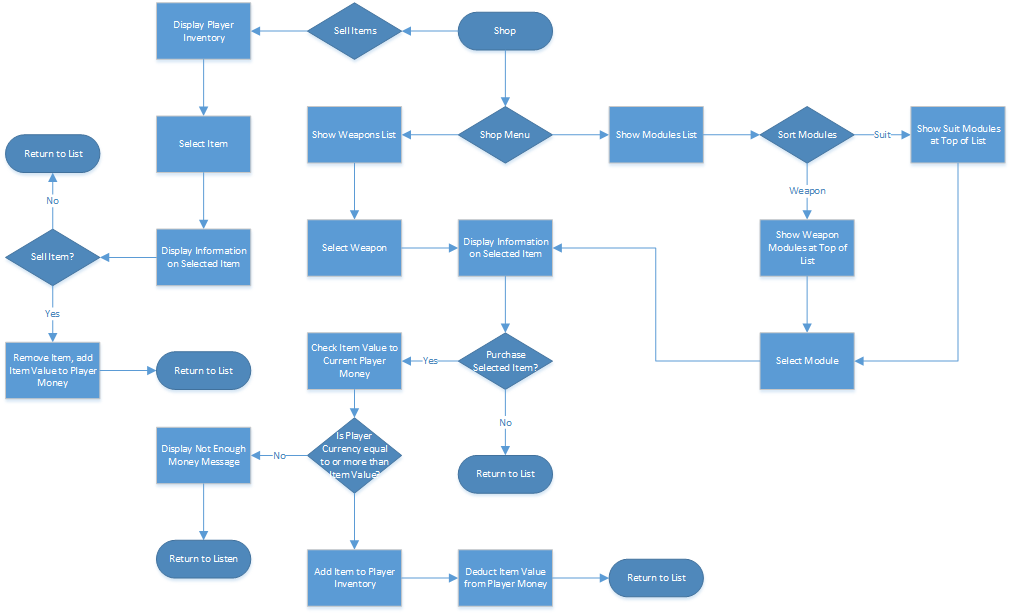 Display Player
Inventory
Sell Items
Shop
Return to List
Select Item
Show Weapons List
Shop Menu
Show Modules List
Sort Modules
Suit
Show Suit Modules
at Top of List
No
Weapon
Sell Item?
Display Information
on Selected Item
Select Weapon
Display Information
on Selected Item
Show Weapon
Modules at Top of
List
Yes
Remove Item, add
Item Value to Player
Money
Return to List
Check Item Value to
Current Player
Money
Yes
Purchase
Selected Item?
Select Module
No
Display Not Enough
Money Message
No
Is Player
Currency equal
to or more than
Item Value?
Return to List
Return to Listen
Add Item to Player
Inventory
Deduct Item Value
from Player Money
Return to List